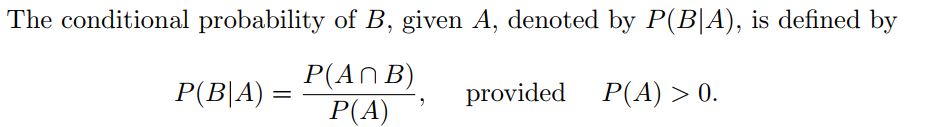 The conditional probability of B, given A, denoted by P(B|A), is defined by
P(B|A) = P(A ∩ B) / P(A), provided P(A) > 0.